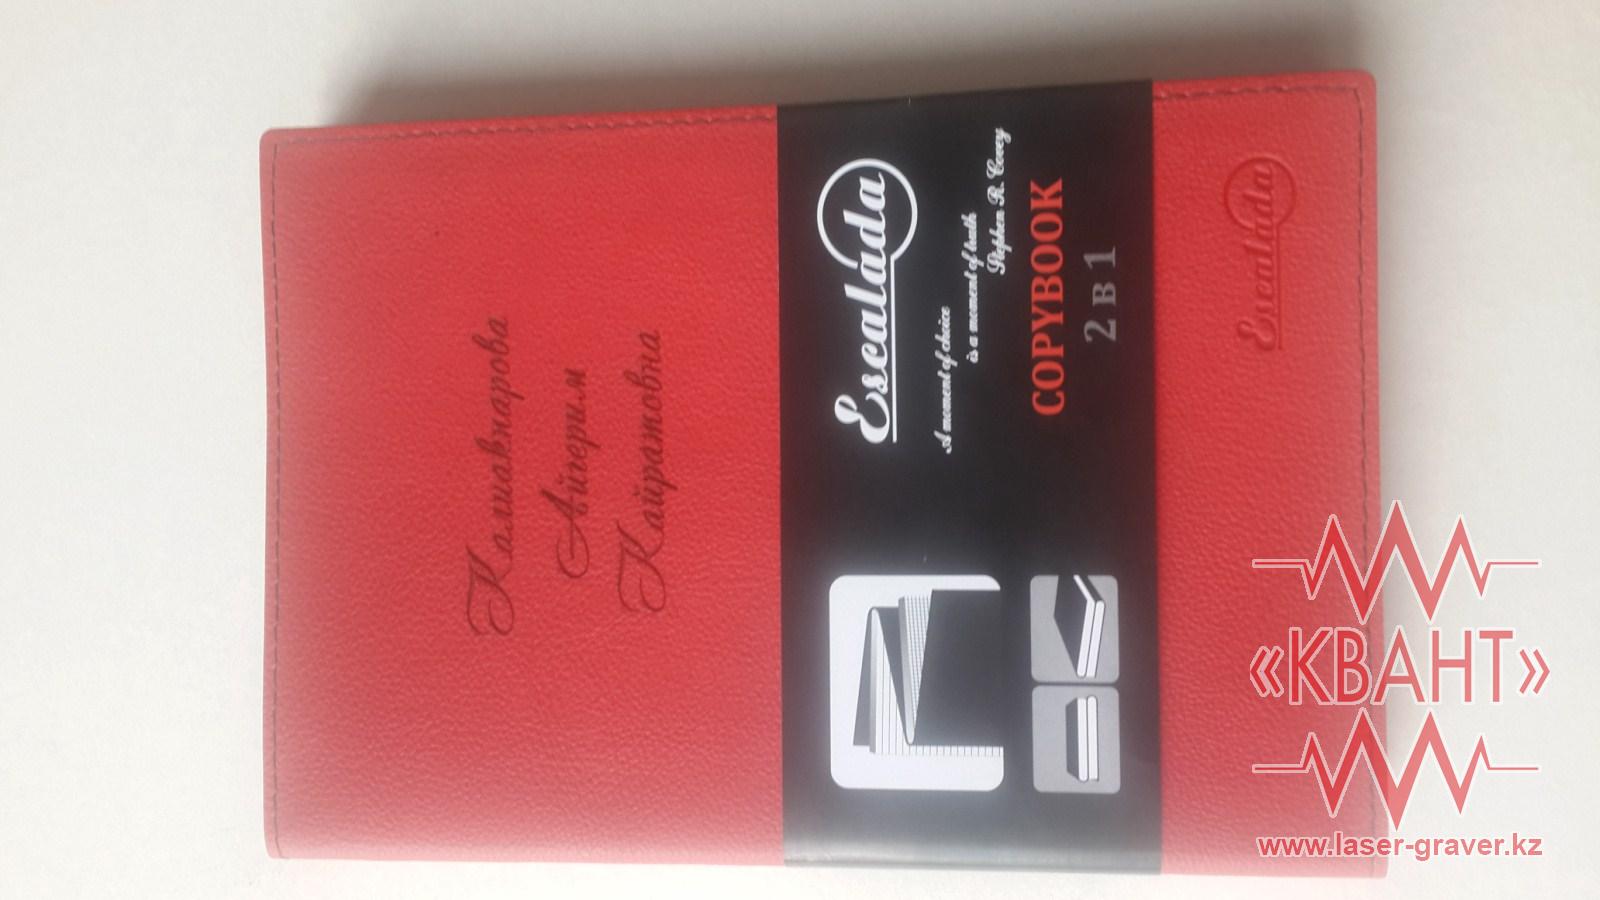 Калиавнарова
Айгерим
Кайратовна
Escalada
A moment of choice
is a moment of truth
Stephen R. Covey
COPYBOOK
2 в 1
Escalada
«КВАНТ»
www.laser-graver.kz